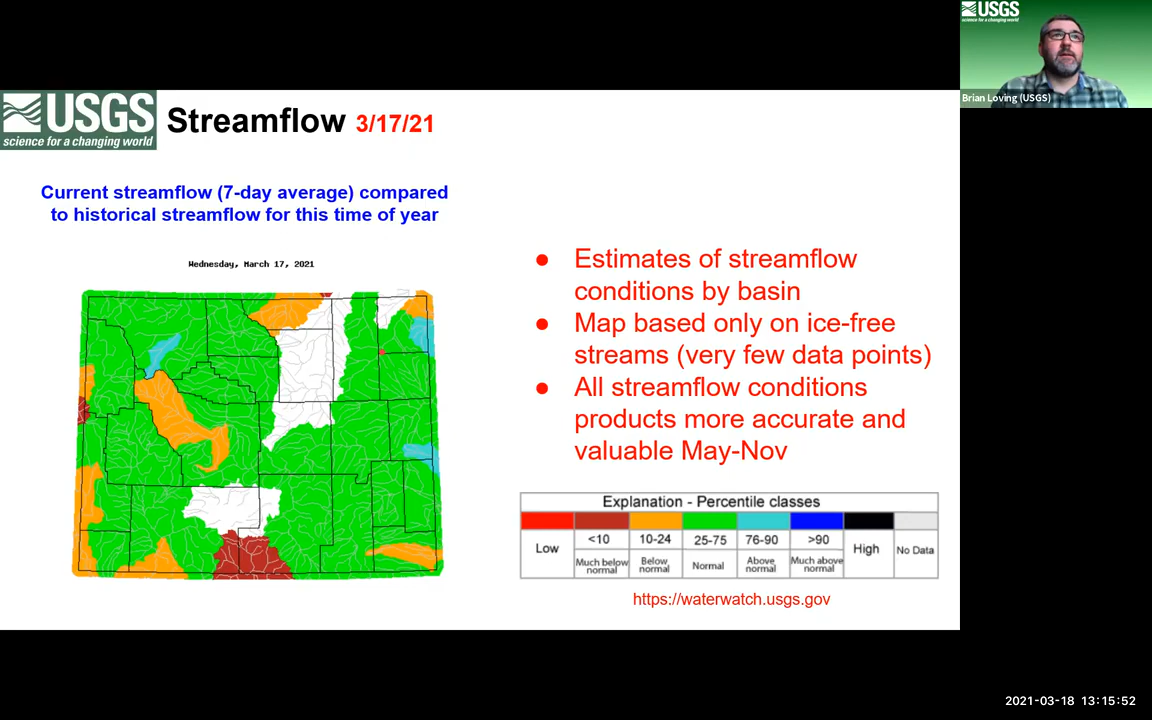 USGS
science for a changing world
Brian Loving (USGS)
USGS
science for a changing world
Streamflow 3/17/21
Current streamflow (7-day average) compared
to historical streamflow for this time of year
Wednesday, March 17, 2021
● Estimates of streamflow
conditions by basin
● Map based only on ice-free
streams (very few data points)
● All streamflow conditions
products more accurate and
valuable May-Nov
Explanation - Percentile classes
Low
<10
Much below
normal
10-24
Below
normal
25-75
Normal
76-90
Above
normal
>90
Much above
normal
High
No Data
https://waterwatch.usgs.gov
2021-03-18 13:15:52